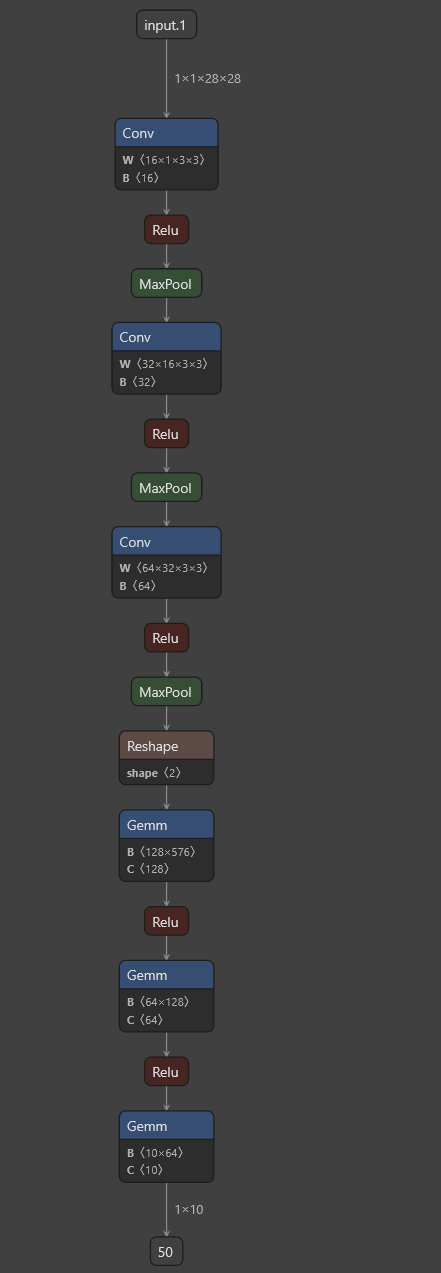 input.1
1×1×28×28
Conv
W〈16×1×3×3〉
B〈16〉
Relu
MaxPool
Conv
W〈32×16×3×3〉
B〈32〉
Relu
MaxPool
Conv
W〈64×32×3×3〉
B〈64〉
Relu
MaxPool
Reshape
shape〈2〉
Gemm
B〈128×576〉
C〈128〉
Relu
Gemm
B〈64×128〉
C〈64〉
Relu
Gemm
B〈10×64〉
C〈10〉
1×10
50